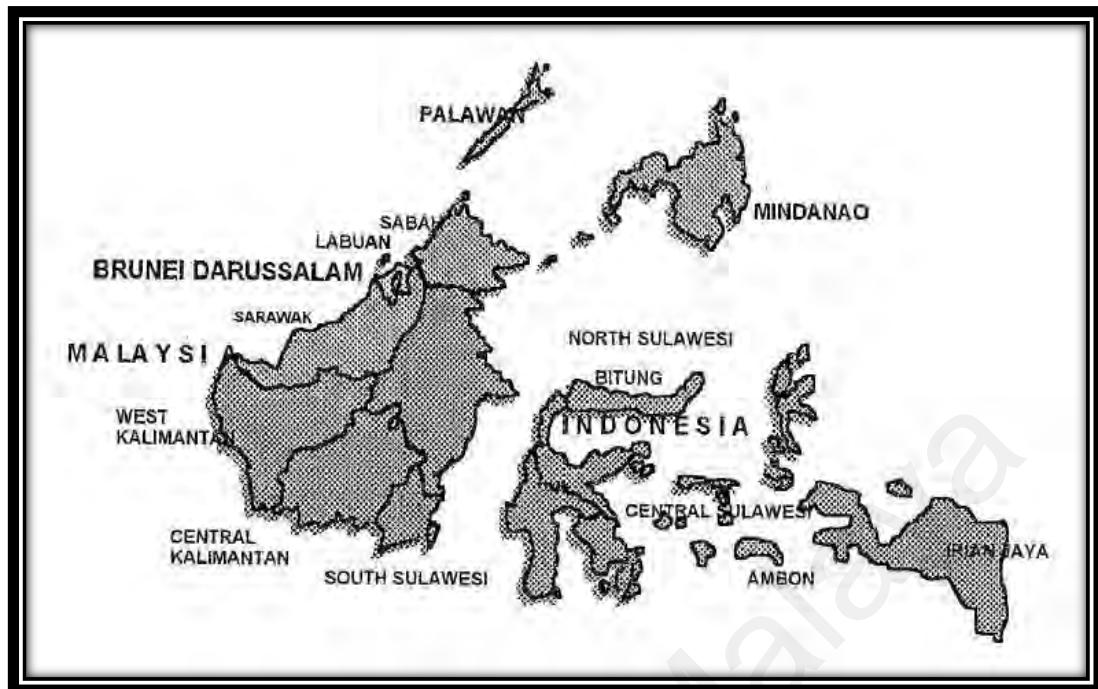 PALAWAN
MINDANAO
SABAH
LABUAN
BRUNEI DARUSSALAM
SARAWAK
MALAYSIA
NORTH SULAWESI
BITUNG
WEST
KALIMANTAN
INDONESIA
CENTRAL SULAWESI
CENTRAL
KALIMANTAN
IRIAN JAYA
SOUTH SULAWESI
AMBON
Malaya